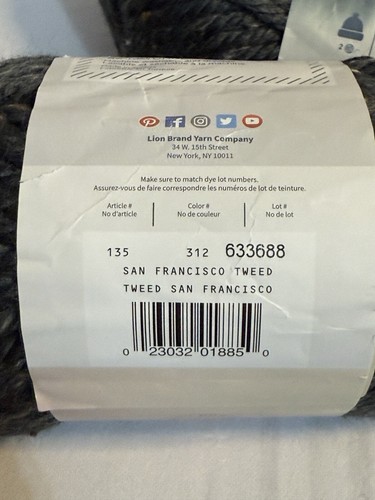 Lion Brand Yarn Company
34 W. 15th Street
New York, NY 10011
Make sure to match dye lot numbers.
Assurez-vous de faire correspondre les numéros de lot de teinture.
Article # Color # Lot #
No d'article No de couleur No de lot
135 312 633688
SAN FRANCISCO TWEED
TWEED SAN FRANCISCO
0 23032 01885 0
2